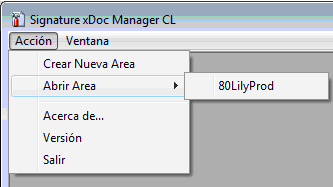 Signature xDoc Manager CL
Acción Ventana
Crear Nueva Area
Abrir Area
80LilyProd
Acerca de...
Versión
Salir